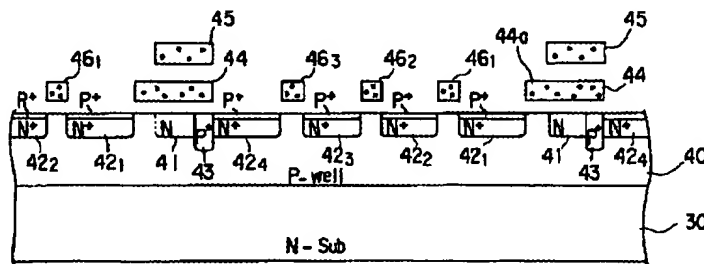 45 45
44a
46₁ 44 46₃ 46₂ 46₁ 44
P+ P+ P+ P+ P+ P+
N+ N+ N N+ N+ N+ N+ N N+
42₂ 42₁ 41 43 42₄ 42₃ 42₂ 42₁ 41 43 42₄
P-well 40
30
N-Sub